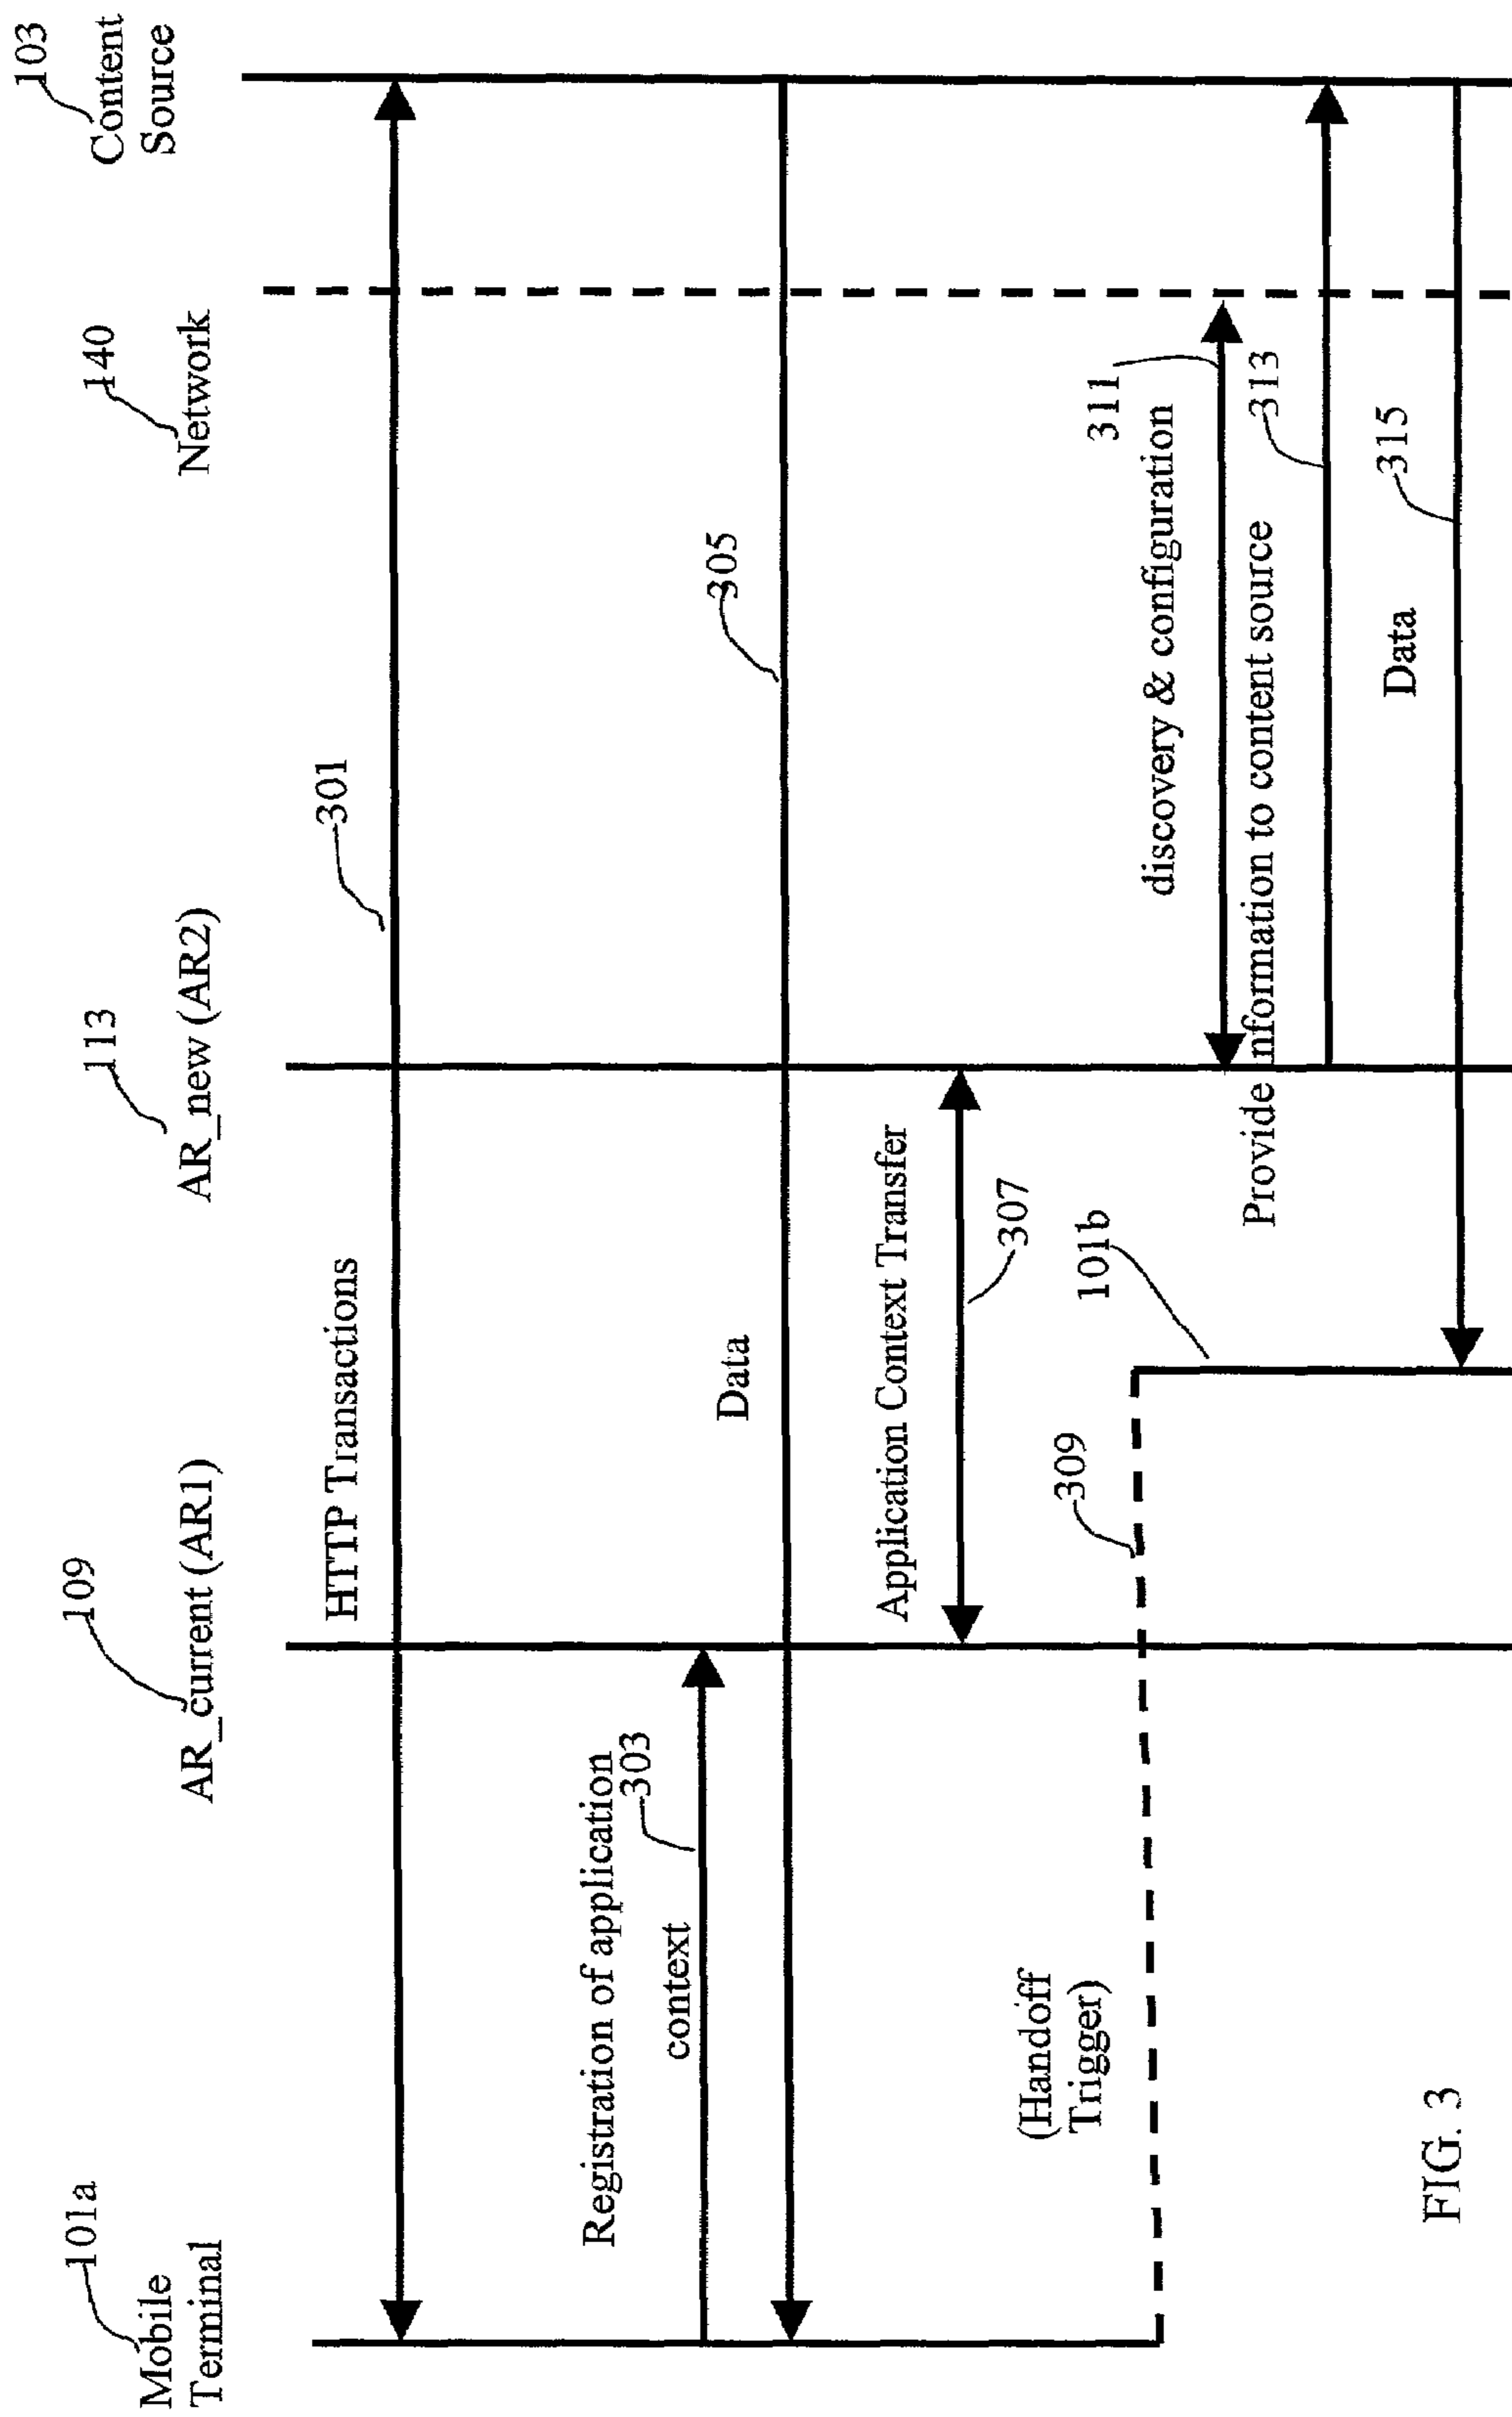 101a
Mobile
Terminal
109
AR_current (AR1)
113
AR_new (AR2)
140
Network
103
Content
Source
HTTP Transactions
301
Registration of application
303
context
Data
305
Application Context Transfer
307
(Handoff
Trigger)
309
101b
311
discovery & configuration
Provide information to content source
313
Data
315
FIG. 3